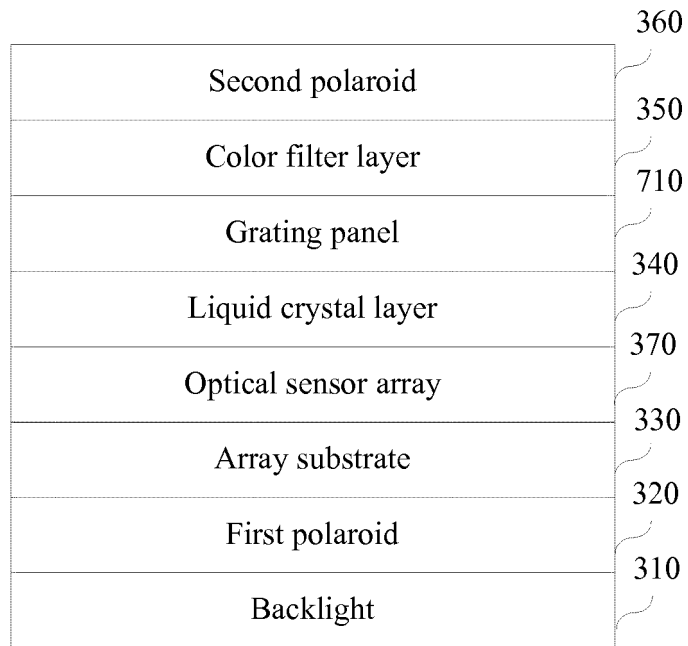 360
Second polaroid
350
Color filter layer
710
Grating panel
340
Liquid crystal layer
370
Optical sensor array
330
Array substrate
320
First polaroid
310
Backlight